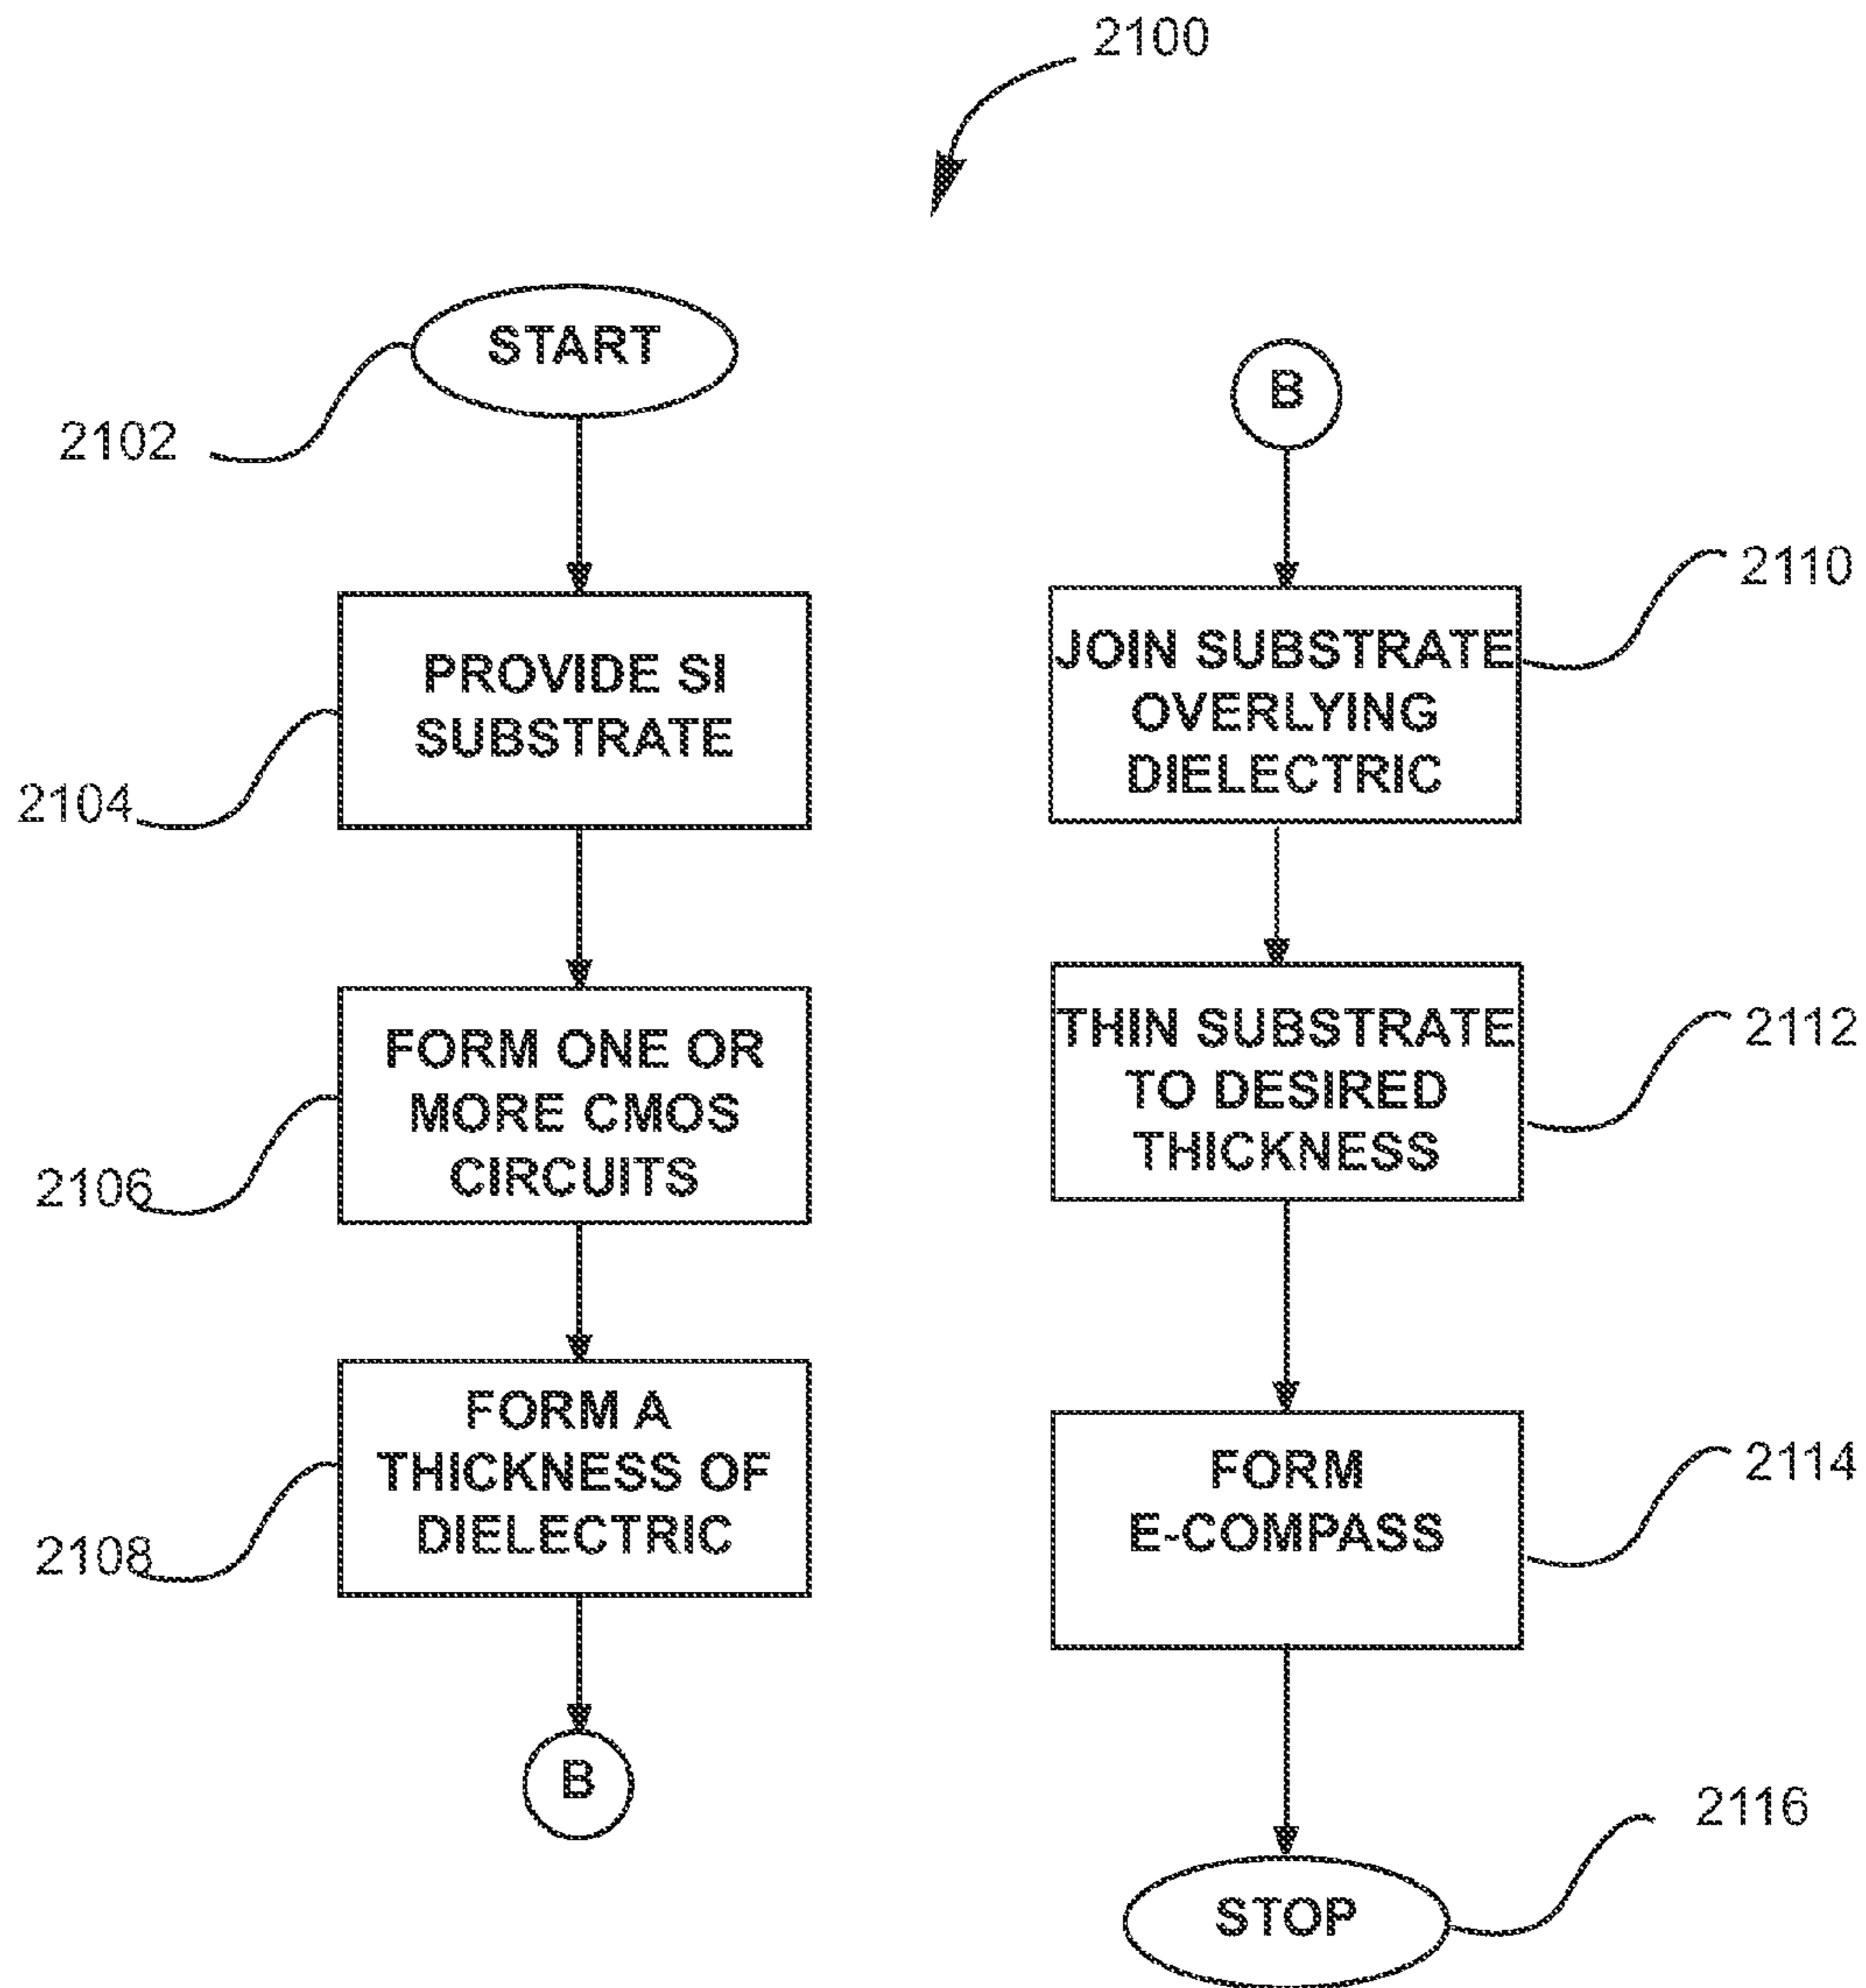 2100
START
2102
PROVIDE SI
SUBSTRATE
2104
FORM ONE OR
MORE CMOS
CIRCUITS
2106
FORM A
THICKNESS OF
DIELECTRIC
2108
B
B
JOIN SUBSTRATE
OVERLYING
DIELECTRIC
2110
THIN SUBSTRATE
TO DESIRED
THICKNESS
2112
FORM
E-COMPASS
2114
STOP
2116